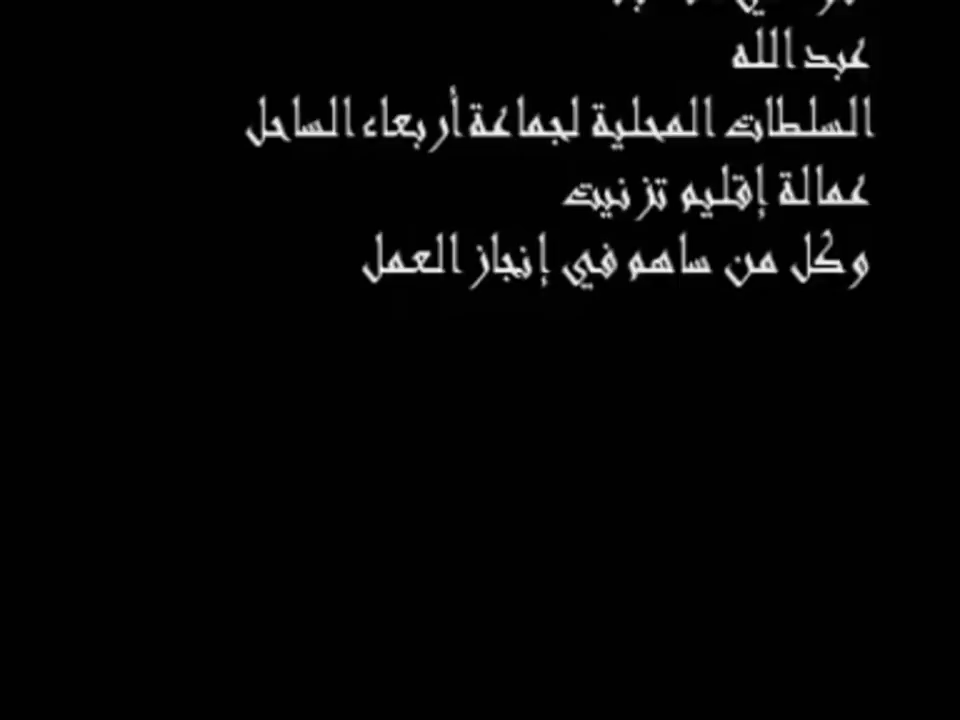 عبد الله
السلطات المحلية لجماعة أربعاء الساحل
عمالة إقليم تزنيت
وكل من ساهم في إنجاز العمل